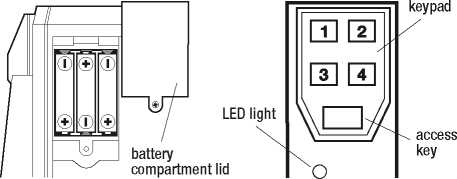 keypad
1 2
3 4
LED light
access
key
battery
compartment lid